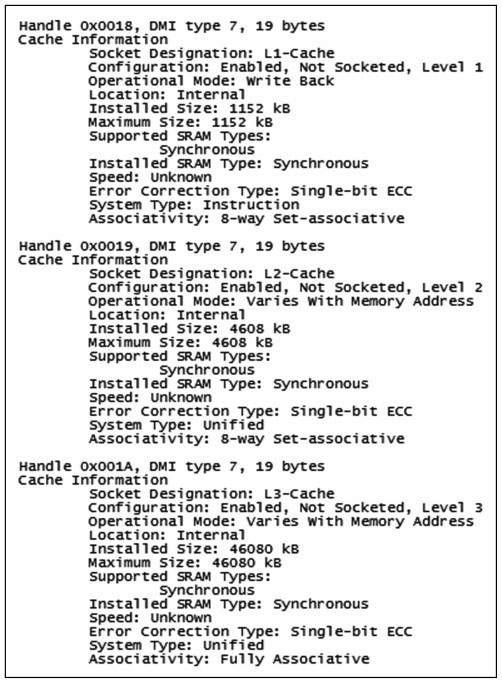 Handle 0x0018, DMI type 7, 19 bytes
Cache Information
Socket Designation: L1-Cache
Configuration: Enabled, Not Socketed, Level 1
Operational Mode: Write Back
Location: Internal
Installed Size: 1152 kB
Maximum Size: 1152 kB
Supported SRAM Types:
Synchronous
Installed SRAM Type: Synchronous
Speed: Unknown
Error Correction Type: Single-bit ECC
System Type: Instruction
Associativity: 8-way Set-associative
Handle 0x0019, DMI type 7, 19 bytes
Cache Information
Socket Designation: L2-Cache
Configuration: Enabled, Not Socketed, Level 2
Operational Mode: Varies With Memory Address
Location: Internal
Installed Size: 4608 kB
Maximum Size: 4608 kB
Supported SRAM Types:
Synchronous
Installed SRAM Type: Synchronous
Speed: Unknown
Error Correction Type: Single-bit ECC
System Type: Unified
Associativity: 8-way Set-associative
Handle 0x001A, DMI type 7, 19 bytes
Cache Information
Socket Designation: L3-Cache
Configuration: Enabled, Not Socketed, Level 3
Operational Mode: Varies With Memory Address
Location: Internal
Installed Size: 46080 kB
Maximum Size: 46080 kB
Supported SRAM Types:
Synchronous
Installed SRAM Type: Synchronous
Speed: Unknown
Error Correction Type: Single-bit ECC
System Type: Unified
Associativity: Fully Associative